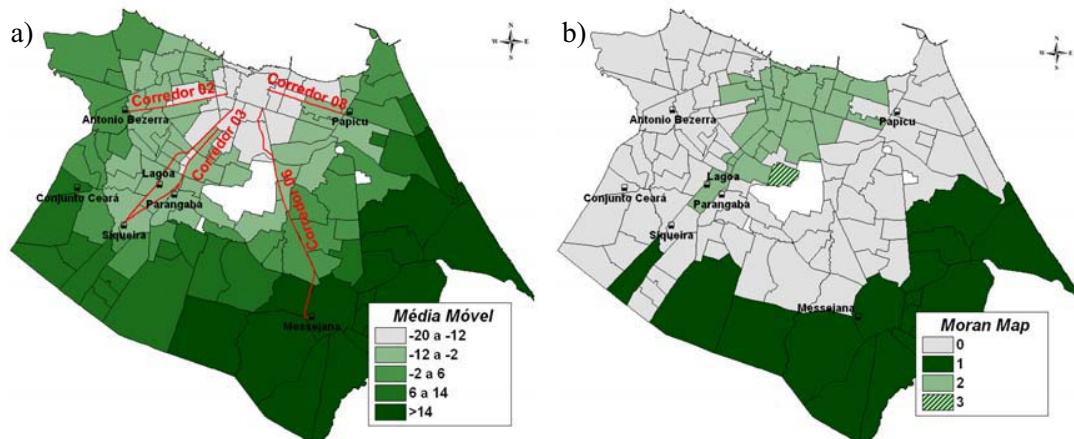 a)
N
W E
S
Corredor 02
Corredor 08
Antonio Bezerra
Papicu
Corredor 03
Lagoa
Conjunto Ceará
Parangaba
Corredor 06
Siqueira
Messejana
Média Móvel
-20 a -12
-12 a -2
-2 a 6
6 a 14
>14
b)
N
W E
S
Antonio Bezerra
Papicu
Lagoa
Conjunto Ceará
Parangaba
Siqueira
Messejana
Moran Map
0
1
2
3